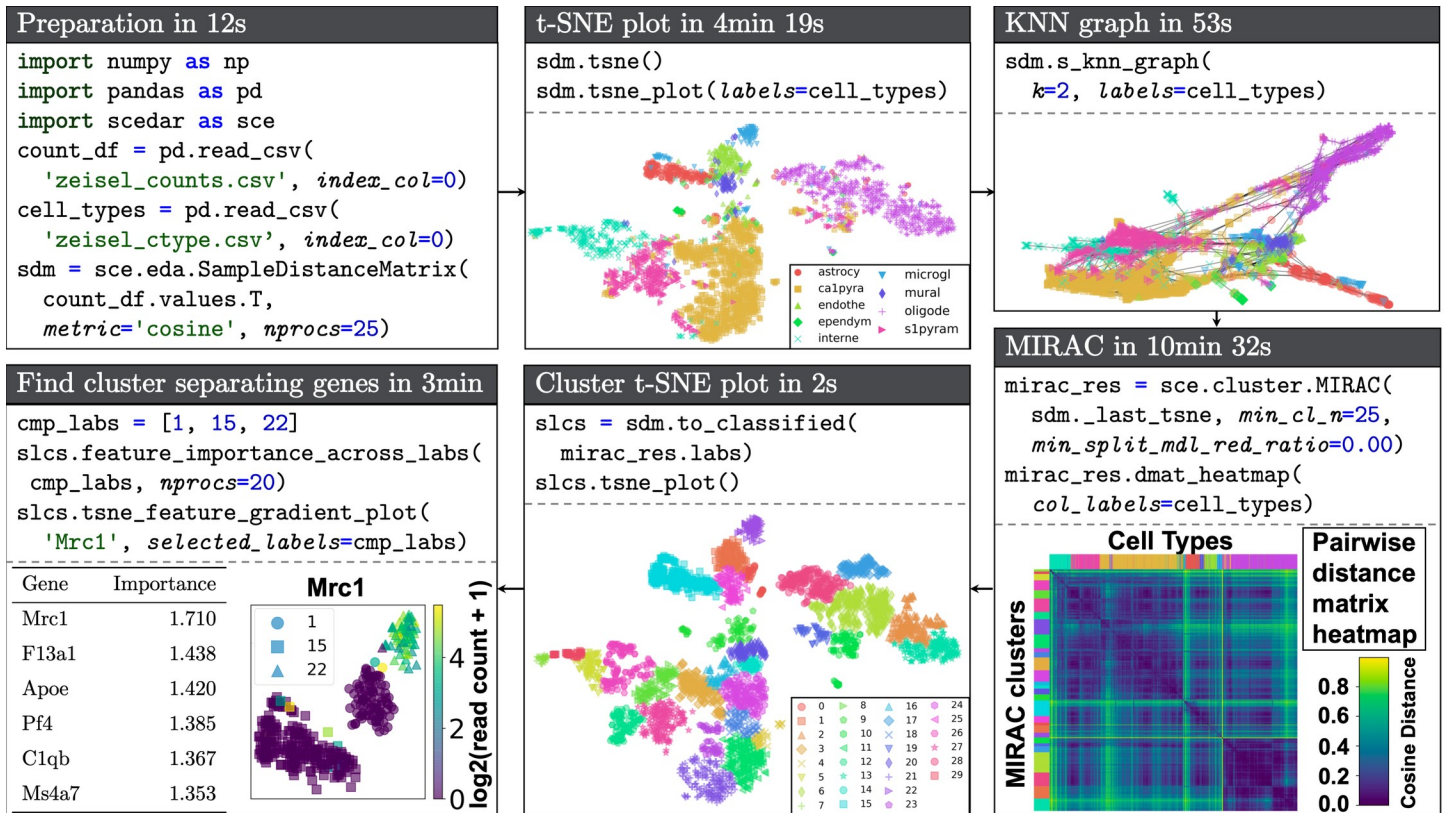 Preparation in 12s
import numpy as np
import pandas as pd
import scedar as sce
count_df = pd.read_csv(
'zeisel_counts.csv', index_col=0)
cell_types = pd.read_csv(
'zeisel_ctype.csv’, index_col=0)
sdm = sce.eda.SampleDistanceMatrix(
count_df.values.T,
metric='cosine', nprocs=25)
t-SNE plot in 4min 19s
sdm.tsne()
sdm.tsne_plot(labels=cell_types)
astrocy
ca1pyra
endothe
ependym
interne
microgl
mural
oligode
s1pyram
KNN graph in 53s
sdm.s_knn_graph(
k=2, labels=cell_types)
MIRAC in 10min 32s
mirac_res = sce.cluster.MIRAC(
sdm._last_tsne, min_cl_n=25,
min_split_mdl_red_ratio=0.00)
mirac_res.dmat_heatmap(
col_labels=cell_types)
Cell Types
MIRAC clusters
Pairwise
distance
matrix
heatmap
0.8
0.6
0.4
0.2
0.0
Cosine Distance
Cluster t-SNE plot in 2s
slcs = sdm.to_classified(
mirac_res.labs)
slcs.tsne_plot()
0
1
2
3
4
5
6
7
8
9
10
11
12
13
14
15
16
17
18
19
20
21
22
23
24
25
26
27
28
29
Find cluster separating genes in 3min
cmp_labs = [1, 15, 22]
slcs.feature_importance_across_labs(
cmp_labs, nprocs=20)
slcs.tsne_feature_gradient_plot(
'Mrc1', selected_labels=cmp_labs)
Gene Importance
Mrc1 1.710
F13a1 1.438
Apoe 1.420
Pf4 1.385
C1qb 1.367
Ms4a7 1.353
Mrc1
1
15
22
4
2
0
log2(read count + 1)